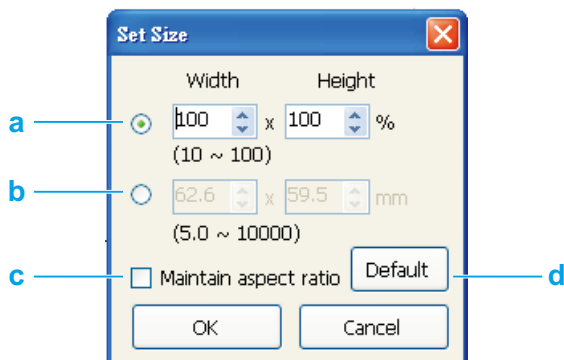 Set Size
Width Height
a 100 x 100 %
(10 ~ 100)
b 62.6 x 59.5 mm
(5.0 ~ 10000)
c Maintain aspect ratio Default d
OK Cancel